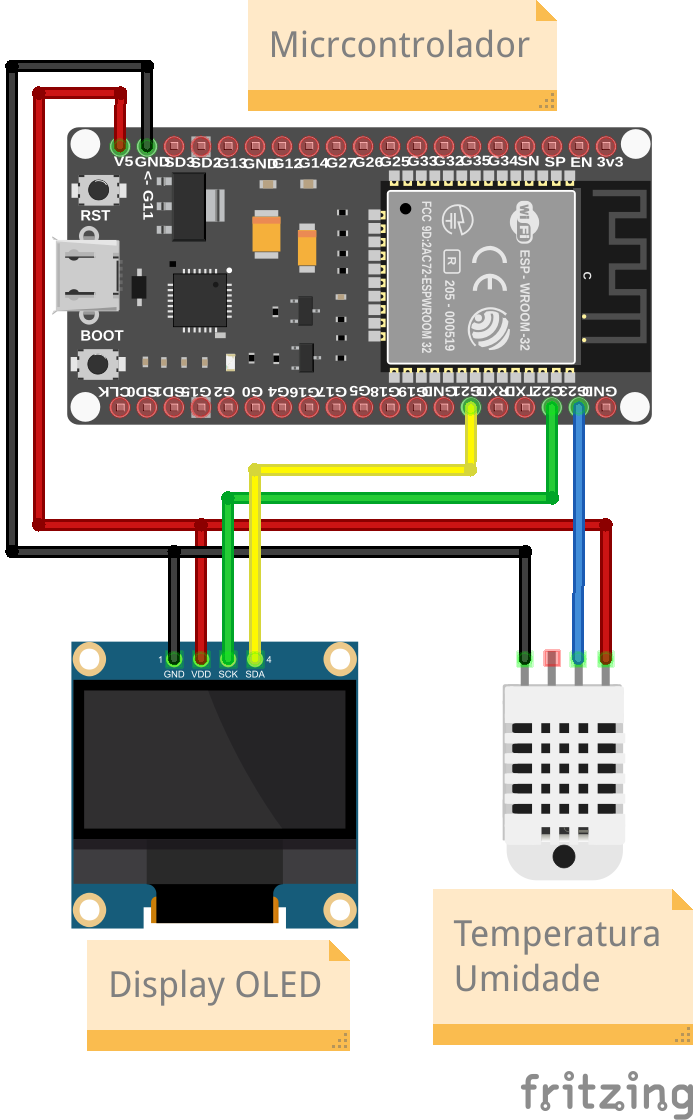 Micrcontrolador
V5 GND SD3 SD2 G13 GND G12 G14 G27 G26 G25 G33 G32 G35 G34 SN SP EN 3v3
<- G11
RST
BOOT
FCC 9D:2AC72-ESPWROOM 32
R
205 - 000519
CE
WiFi
ESP - WROOM -32
C
CLK SD0 SD1 G15 G2 G0 G4 G16 G17 G5 G18 G19 GND G21 RXD TXD G22 G23 GND
1 4
GND VDD SCK SDA
Display OLED
Temperatura
Umidade
fritzing